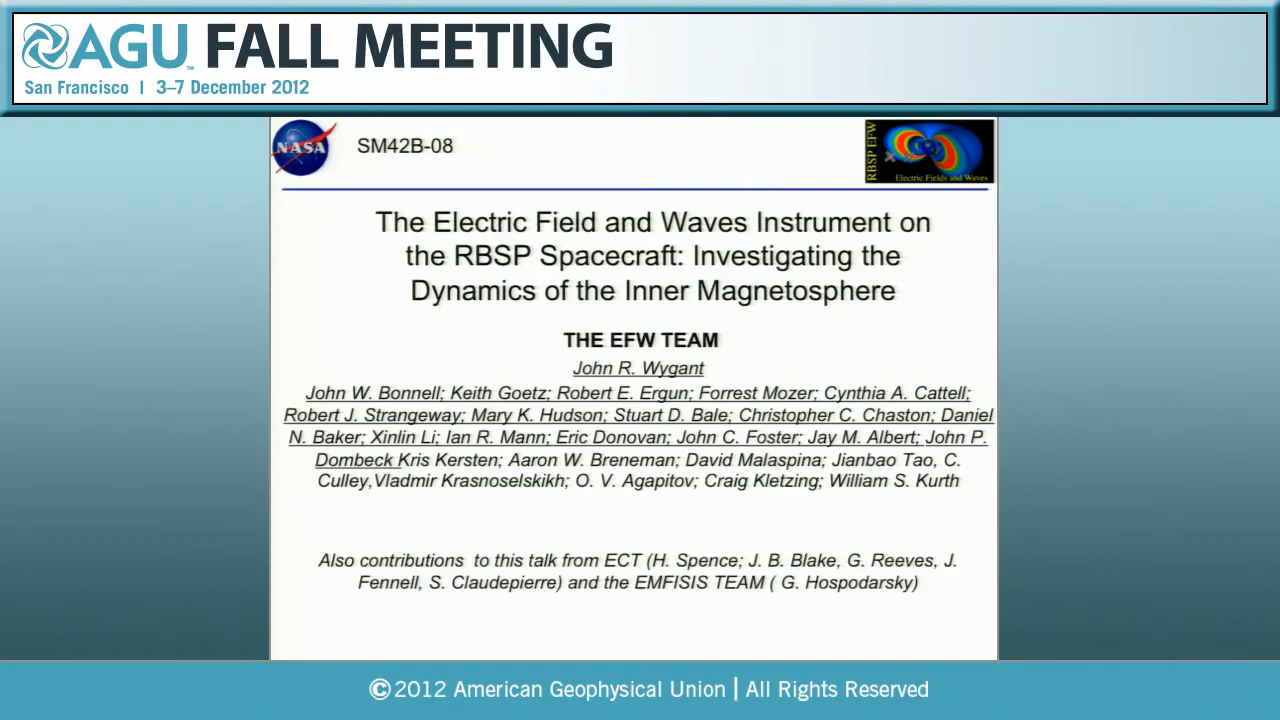 AGU™ FALL MEETING
San Francisco | 3–7 December 2012
NASA
SM42B-08
RBSP EFW
Electric Fields and Waves
The Electric Field and Waves Instrument on
the RBSP Spacecraft: Investigating the
Dynamics of the Inner Magnetosphere
THE EFW TEAM
John R. Wygant
John W. Bonnell; Keith Goetz; Robert E. Ergun; Forrest Mozer; Cynthia A. Cattell;
Robert J. Strangeway; Mary K. Hudson; Stuart D. Bale; Christopher C. Chaston; Daniel
N. Baker; Xinlin Li; Ian R. Mann; Eric Donovan; John C. Foster; Jay M. Albert; John P.
Dombeck Kris Kersten; Aaron W. Breneman; David Malaspina; Jianbao Tao, C.
Culley,Vladmir Krasnoselskikh; O. V. Agapitov; Craig Kletzing; William S. Kurth
Also contributions to this talk from ECT (H. Spence; J. B. Blake, G. Reeves, J.
Fennell, S. Claudepierre) and the EMFISIS TEAM ( G. Hospodarsky)
©2012 American Geophysical Union | All Rights Reserved